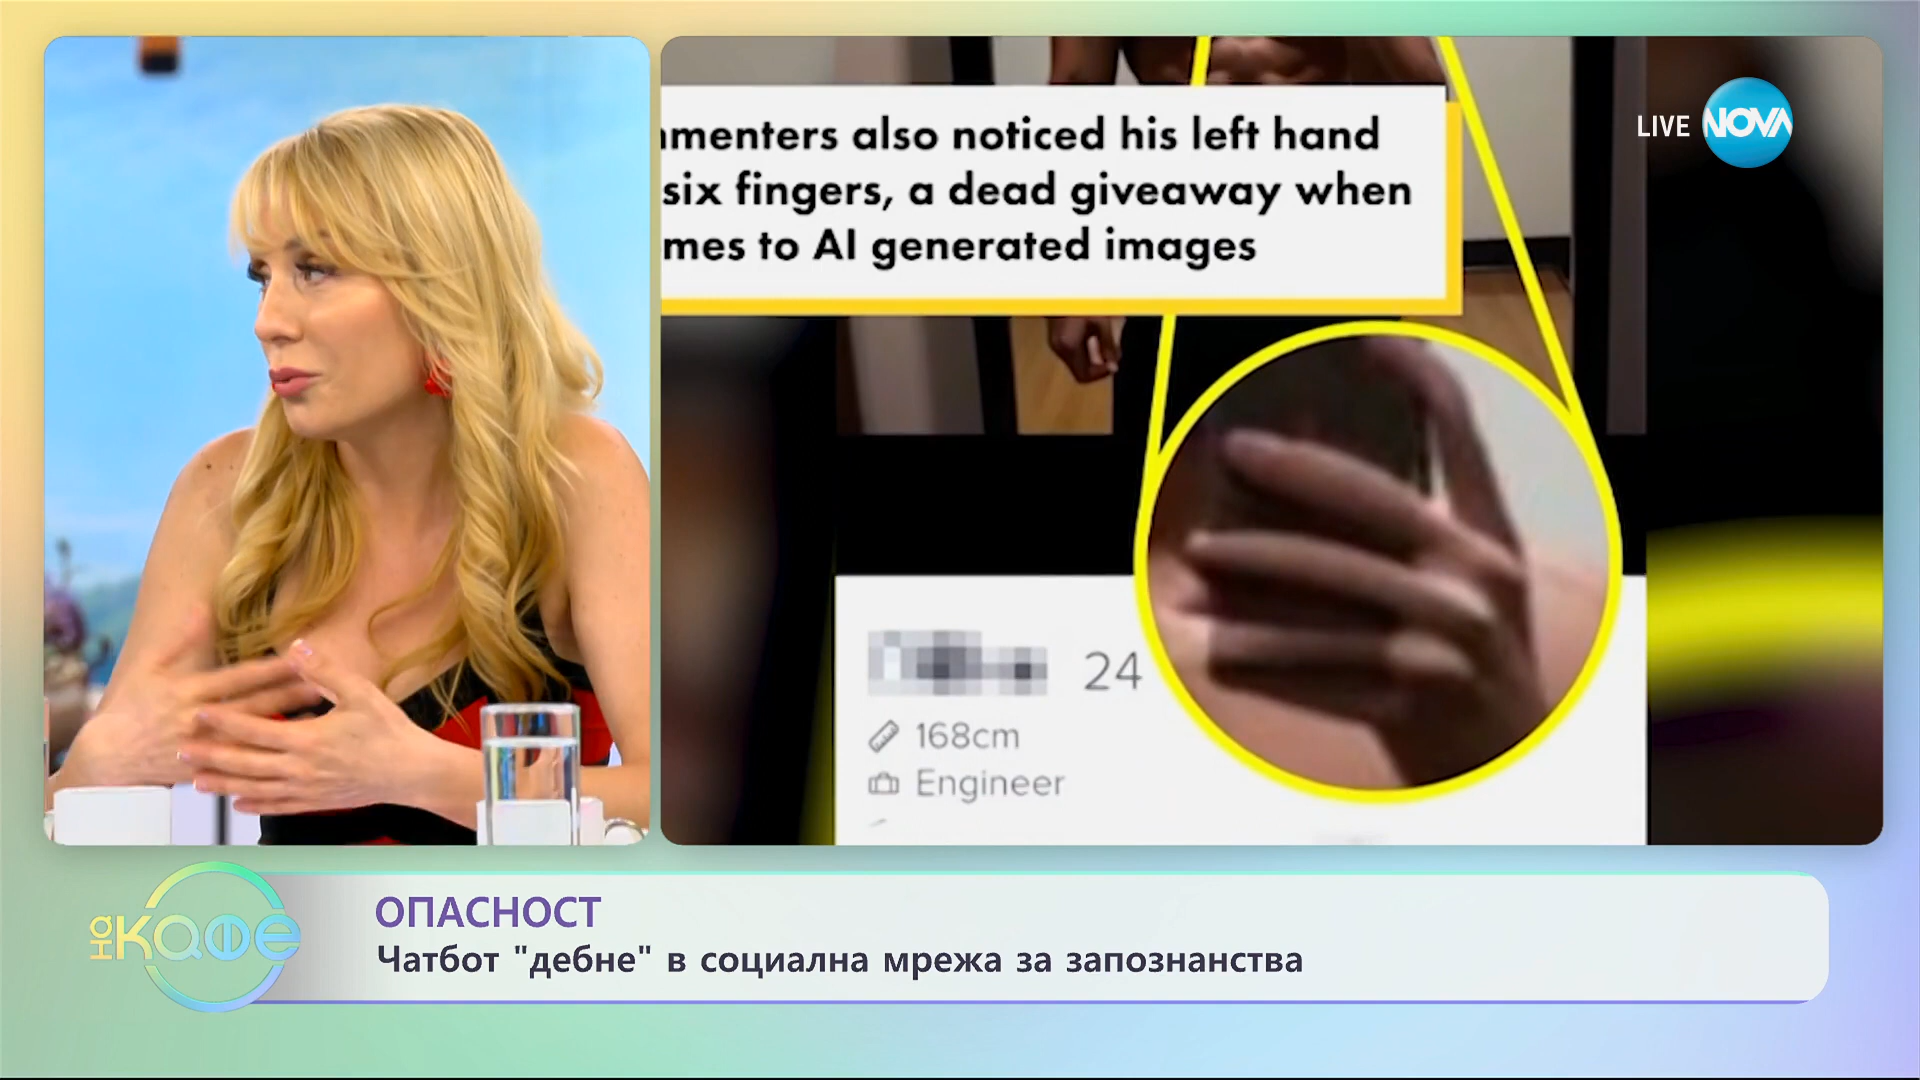 LIVE NOVA
mmenters also noticed his left hand
six fingers, a dead giveaway when
mes to AI generated images
24
168cm
Engineer
на кафе
ОПАСНОСТ
Чатбот "дебне" в социална мрежа за запознанства